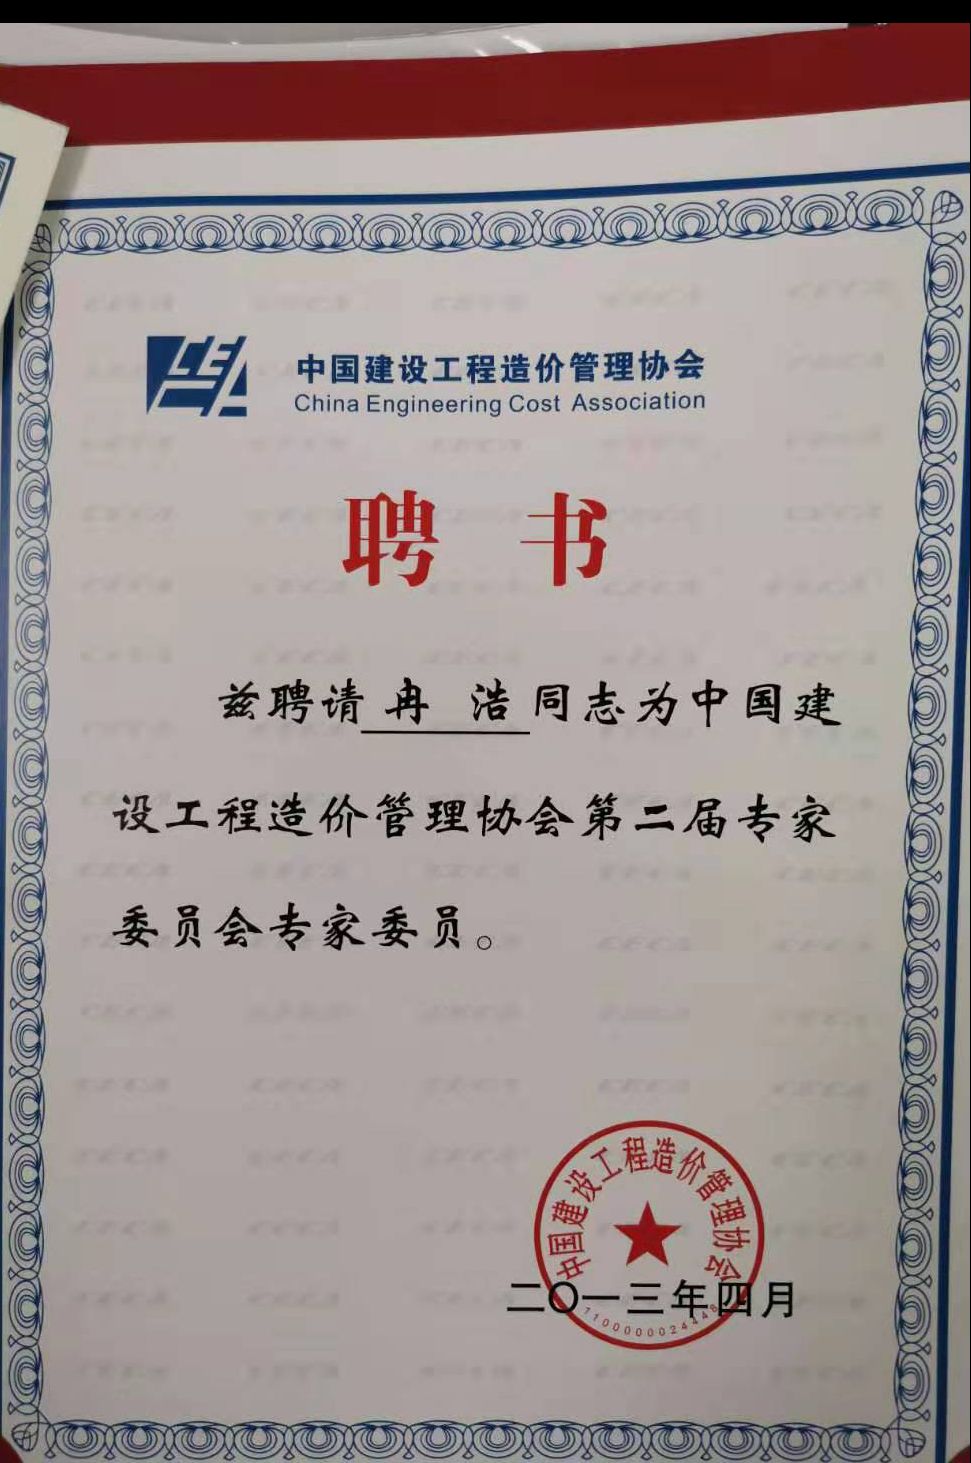 中国建设工程造价管理协会
China Engineering Cost Association
聘 书
兹聘请 冉 浩 同志为中国建
设工程造价管理协会第二届专家
委员会专家委员。
中国建设工程造价管理协会
二〇一三年四月